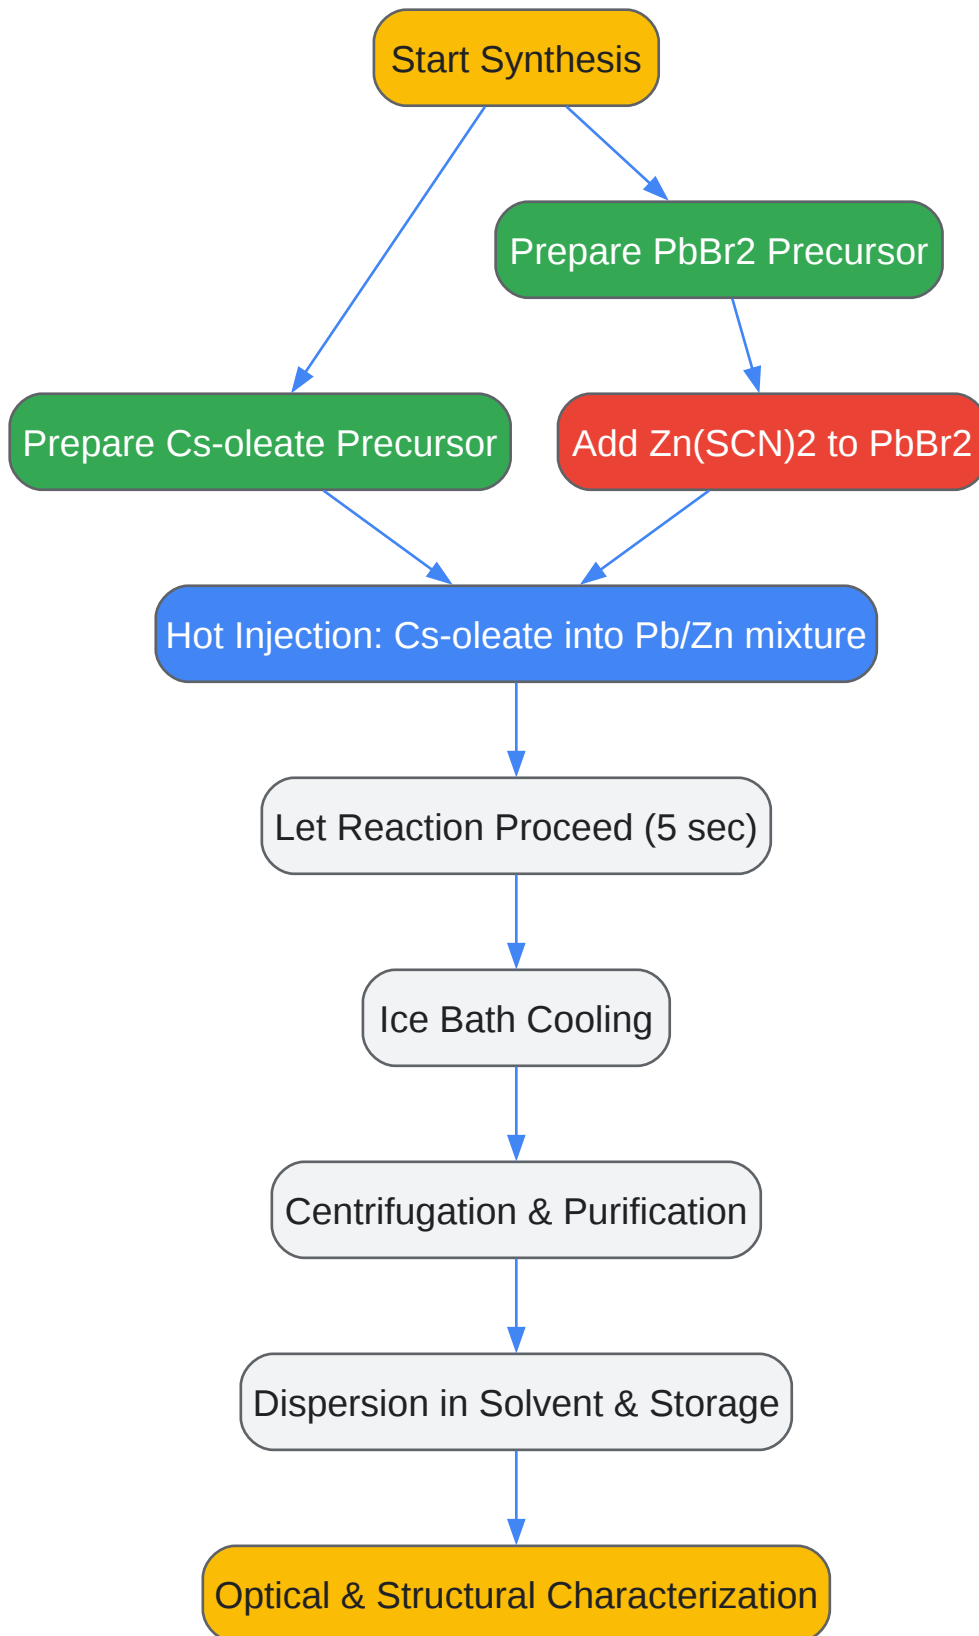 Start Synthesis
Prepare PbBr2 Precursor
Prepare Cs-oleate Precursor
Add Zn(SCN)2 to PbBr2
Hot Injection: Cs-oleate into Pb/Zn mixture
Let Reaction Proceed (5 sec)
Ice Bath Cooling
Centrifugation & Purification
Dispersion in Solvent & Storage
Optical & Structural Characterization